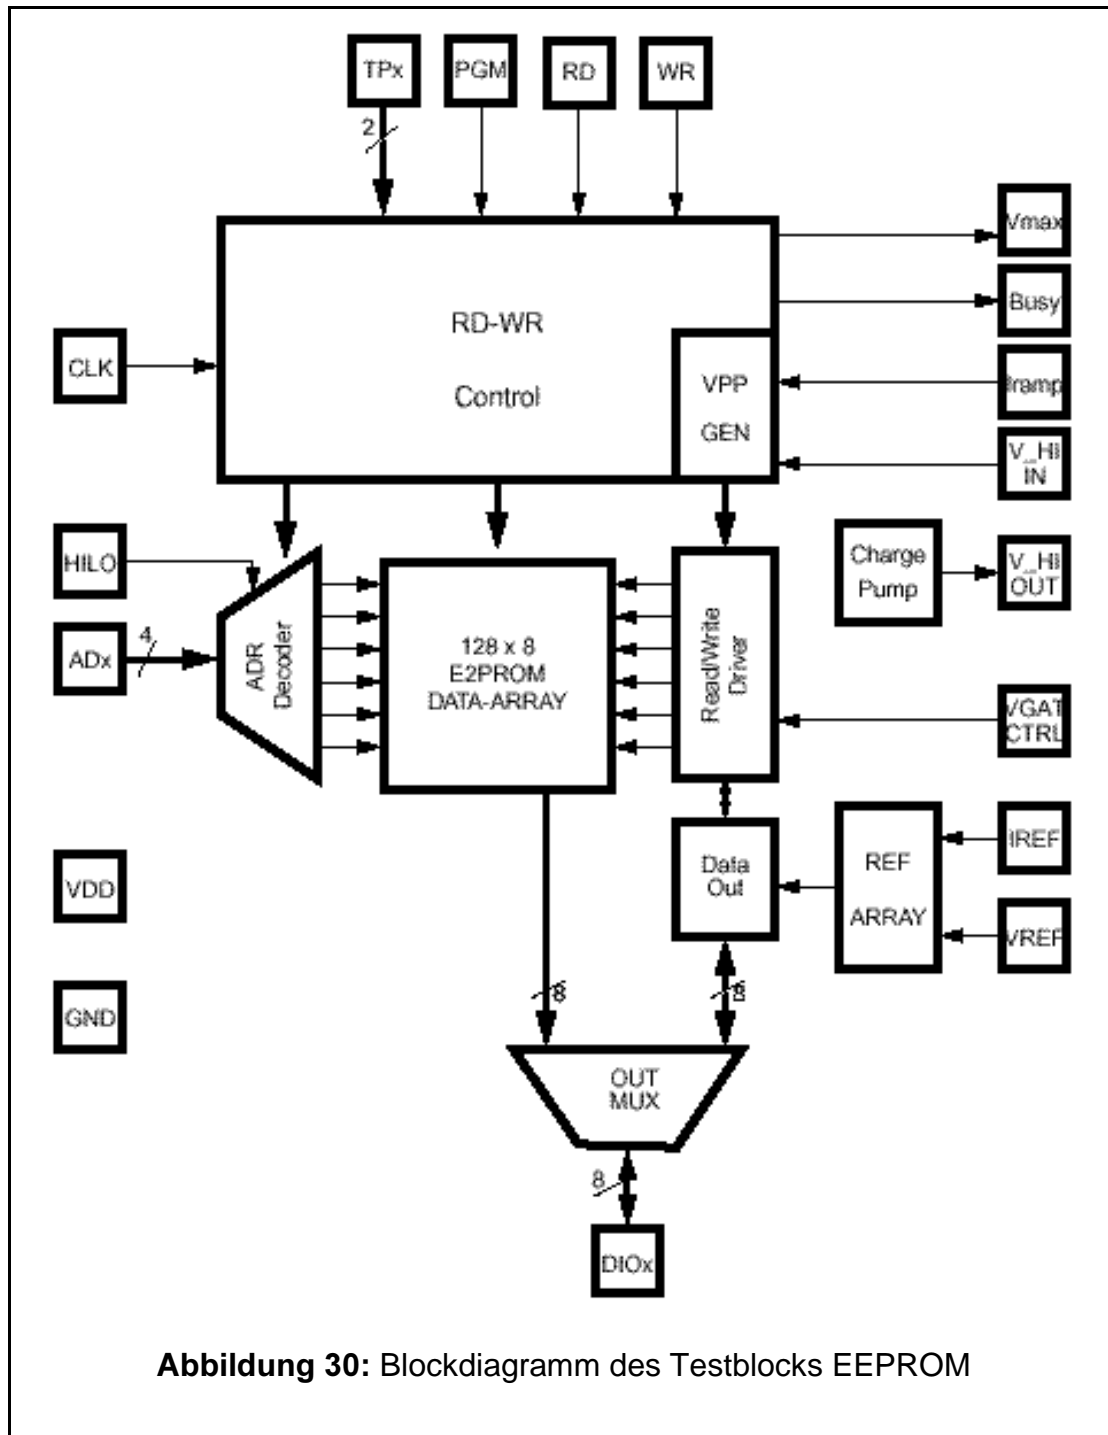 TPx
PGM
RD
WR
2
Vmax
Busy
Iramp
V_HI
IN
CLK
RD-WR
Control
VPP
GEN
HILO
ADx
4
ADR
Decoder
128 x 8
E2PROM
DATA-ARRAY
Read/Write
Driver
Charge
Pump
V_HI
OUT
VGAT
CTRL
VDD
GND
Data
Out
REF
ARRAY
IREF
VREF
8
8
OUT
MUX
8
DIOx
Abbildung 30: Blockdiagramm des Testblocks EEPROM